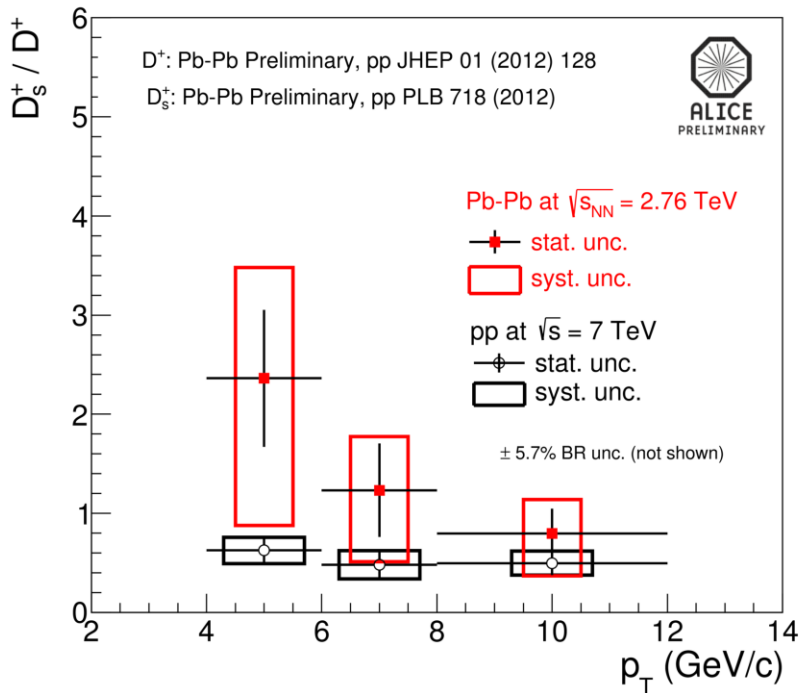 D⁺: Pb-Pb Preliminary, pp JHEP 01 (2012) 128
Dₛ⁺: Pb-Pb Preliminary, pp PLB 718 (2012)
ALICE
PRELIMINARY
Pb-Pb at √s_NN = 2.76 TeV
stat. unc.
syst. unc.
pp at √s = 7 TeV
stat. unc.
syst. unc.
± 5.7% BR unc. (not shown)
Dₛ⁺ / D⁺
6
5
4
3
2
1
0
2 4 6 8 10 12 14
p_T (GeV/c)